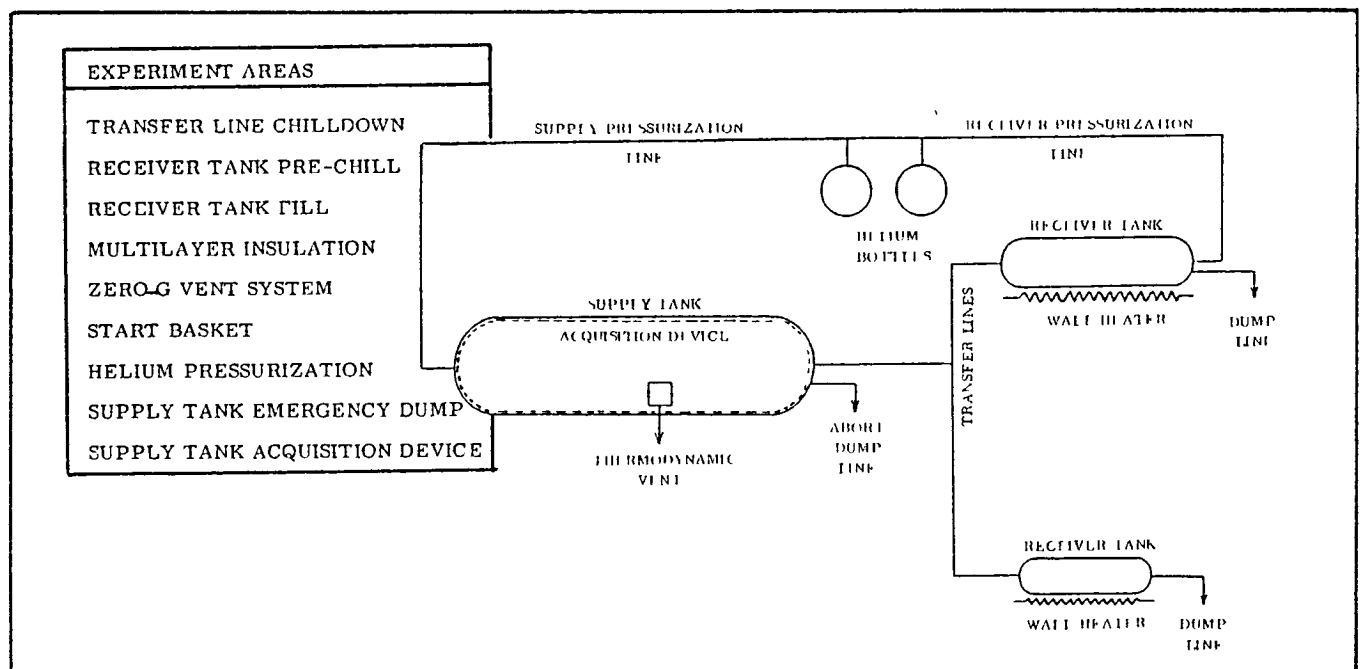 EXPERIMENT AREAS
TRANSFER LINE CHILLDOWN
RECEIVER TANK PRE-CHILL
RECEIVER TANK FILL
MULTILAYER INSULATION
ZERO-G VENT SYSTEM
START BASKET
HELIUM PRESSURIZATION
SUPPLY TANK EMERGENCY DUMP
SUPPLY TANK ACQUISITION DEVICE
SUPPLY PRESSURIZATION
LINE
RECEIVER PRESSURIZATION
LINE
HELIUM
BOTTLES
RECEIVER TANK
WALL HEATER
DUMP
LINE
SUPPLY TANK
ACQUISITION DEVICE
THERMODYNAMIC
VENT
ABORT
DUMP
LINE
TRANSFER LINES
RECEIVER TANK
WALL HEATER
DUMP
LINE